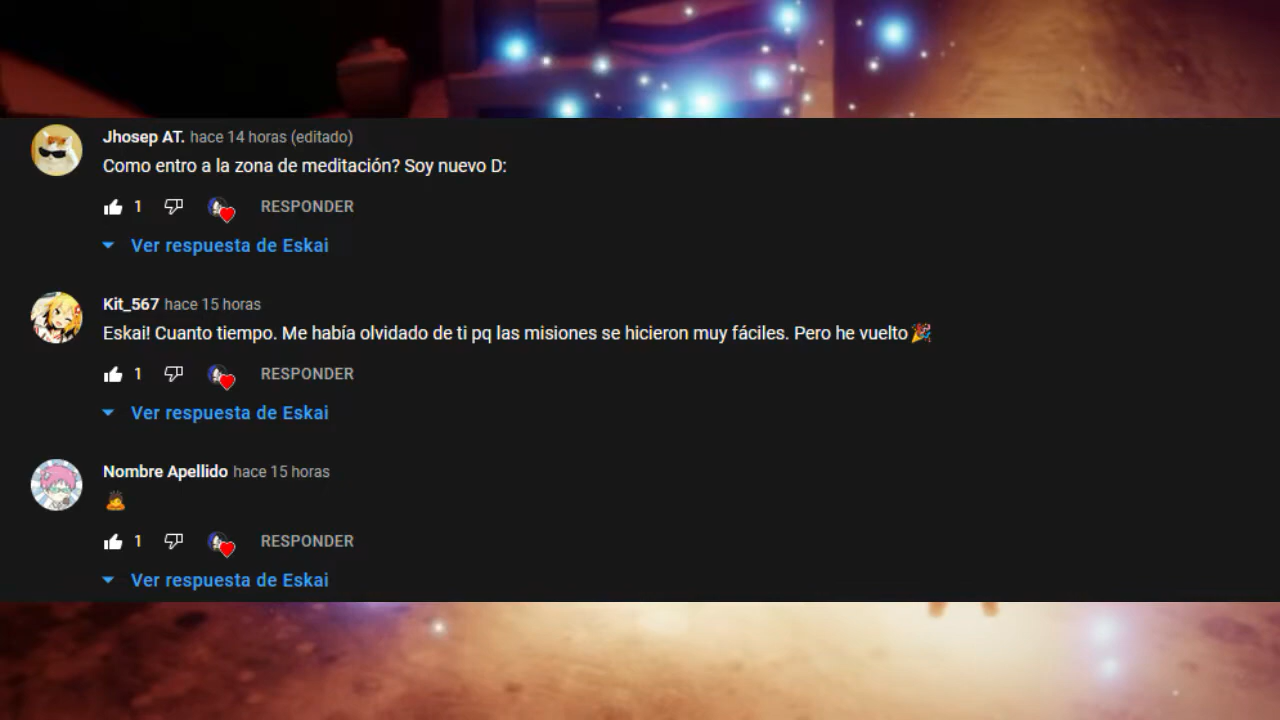 Jhosep AT. hace 14 horas (editado)
Como entro a la zona de meditación? Soy nuevo D:
1 RESPONDER
Ver respuesta de Eskai
Kit_567 hace 15 horas
Eskai! Cuanto tiempo. Me había olvidado de ti pq las misiones se hicieron muy fáciles. Pero he vuelto 🎉
1 RESPONDER
Ver respuesta de Eskai
Nombre Apellido hace 15 horas
🙇
1 RESPONDER
Ver respuesta de Eskai